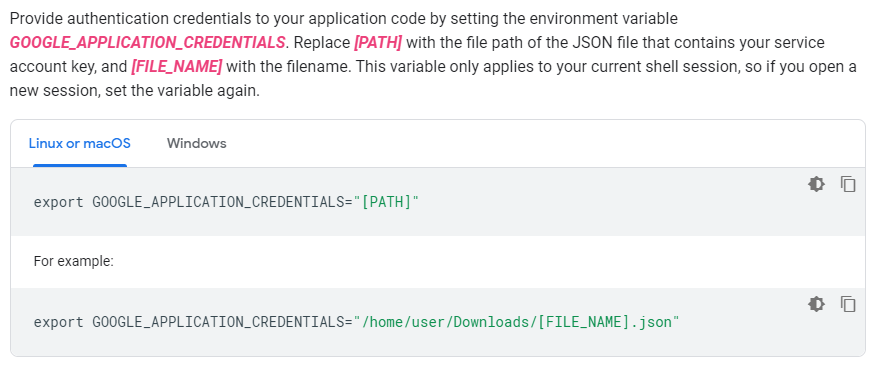 Provide authentication credentials to your application code by setting the environment variable
GOOGLE_APPLICATION_CREDENTIALS. Replace [PATH] with the file path of the JSON file that contains your service
account key, and [FILE_NAME] with the filename. This variable only applies to your current shell session, so if you open a
new session, set the variable again.
Linux or macOS Windows
export GOOGLE_APPLICATION_CREDENTIALS="[PATH]"
For example:
export GOOGLE_APPLICATION_CREDENTIALS="/home/user/Downloads/[FILE_NAME].json"